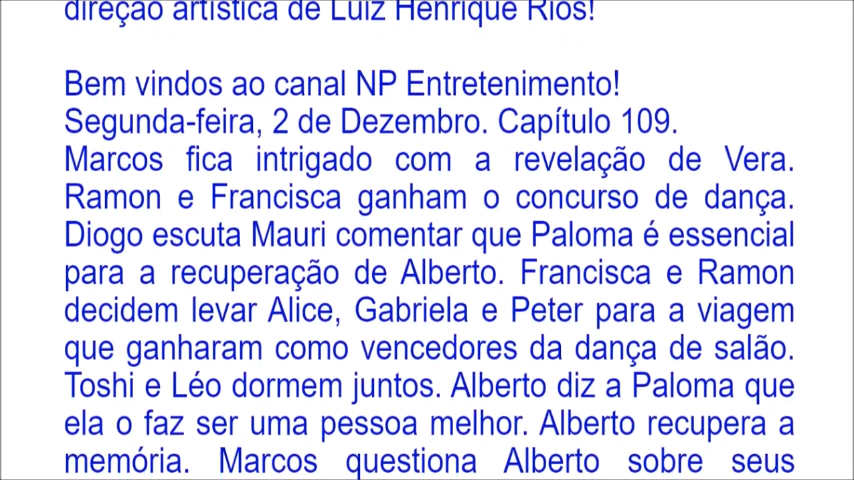 direção artística de Luiz Henrique Rios!
Bem vindos ao canal NP Entretenimento!
Segunda-feira, 2 de Dezembro. Capítulo 109.
Marcos fica intrigado com a revelação de Vera.
Ramon e Francisca ganham o concurso de dança.
Diogo escuta Mauri comentar que Paloma é essencial
para a recuperação de Alberto. Francisca e Ramon
decidem levar Alice, Gabriela e Peter para a viagem
que ganharam como vencedores da dança de salão.
Toshi e Léo dormem juntos. Alberto diz a Paloma que
ela o faz ser uma pessoa melhor. Alberto recupera a
memória. Marcos questiona Alberto sobre seus